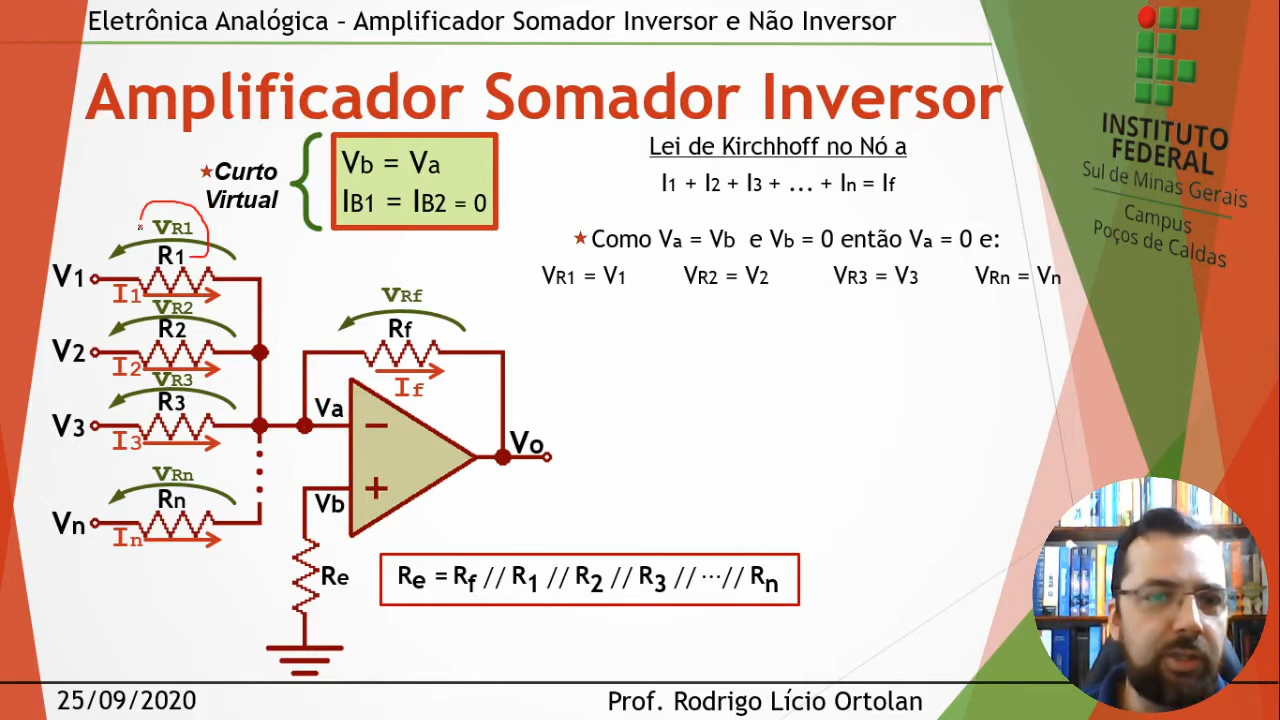 Eletrônica Analógica – Amplificador Somador Inversor e Não Inversor
INSTITUTO
FEDERAL
Sul de Minas Gerais
Campus
Poços de Caldas
Amplificador Somador Inversor
★Curto
Virtual
Vb = Va
IB1 = IB2 = 0
Lei de Kirchhoff no Nó a
I1 + I2 + I3 + ... + In = If
★Como Va = Vb e Vb = 0 então Va = 0 e:
VR1 = V1 VR2 = V2 VR3 = V3 VRn = Vn
VR1
R1
V1
I1
VR2
R2
V2
I2
VR3
R3
V3
I3
VRn
Rn
Vn
In
VRf
Rf
If
Va
−
Vo
+
Vb
Re
Re = Rf // R1 // R2 // R3 // ···// Rn
25/09/2020
Prof. Rodrigo Lício Ortolan